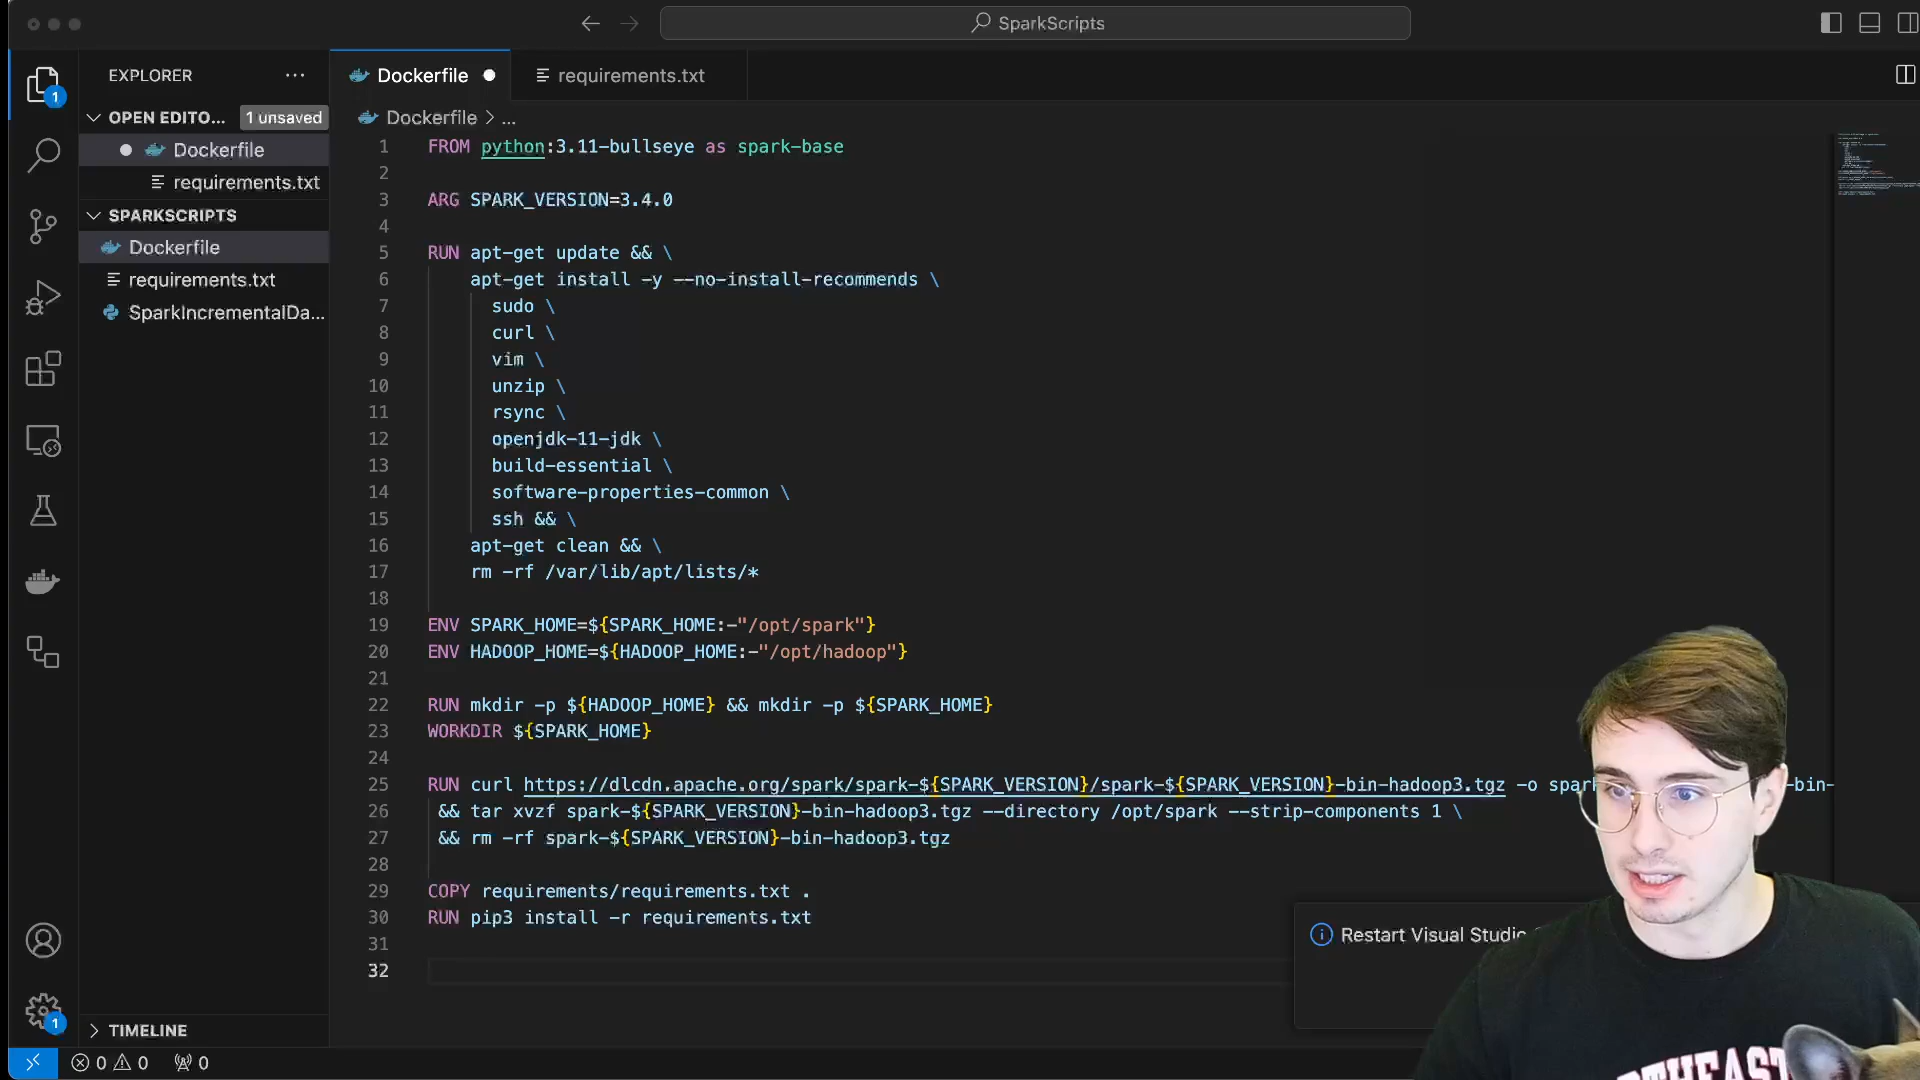 SparkScripts
EXPLORER
OPEN EDITO...
1 unsaved
Dockerfile
requirements.txt
SPARKSCRIPTS
Dockerfile
requirements.txt
SparkIncrementalDa...
TIMELINE
1
1
0 0 0
Dockerfile
requirements.txt
Dockerfile > ...
1 FROM python:3.11-bullseye as spark-base
2
3 ARG SPARK_VERSION=3.4.0
4
5 RUN apt-get update && \
6 apt-get install -y --no-install-recommends \
7 sudo \
8 curl \
9 vim \
10 unzip \
11 rsync \
12 openjdk-11-jdk \
13 build-essential \
14 software-properties-common \
15 ssh && \
16 apt-get clean && \
17 rm -rf /var/lib/apt/lists/*
18
19 ENV SPARK_HOME=${SPARK_HOME:-"/opt/spark"}
20 ENV HADOOP_HOME=${HADOOP_HOME:-"/opt/hadoop"}
21
22 RUN mkdir -p ${HADOOP_HOME} && mkdir -p ${SPARK_HOME}
23 WORKDIR ${SPARK_HOME}
24
25 RUN curl https://dlcdn.apache.org/spark/spark-${SPARK_VERSION}/spark-${SPARK_VERSION}-bin-hadoop3.tgz -o spar -bin-
26 && tar xvzf spark-${SPARK_VERSION}-bin-hadoop3.tgz --directory /opt/spark --strip-components 1 \
27 && rm -rf spark-${SPARK_VERSION}-bin-hadoop3.tgz
28
29 COPY requirements/requirements.txt .
30 RUN pip3 install -r requirements.txt
31
32
Restart Visual Studio